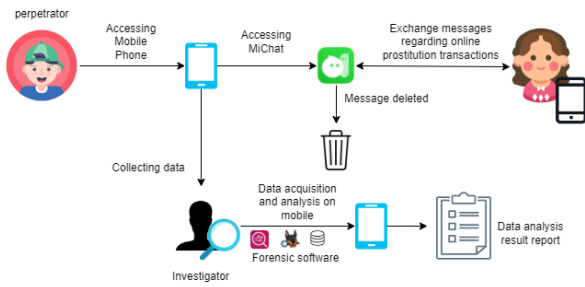 perpetrator
Accessing
Mobile
Phone
Accessing
MiChat
Exchange messages
regarding online
prostitution transactions
Message deleted
Collecting data
Data acquisition
and analysis on
mobile
Forensic software
Investigator
Data analysis
result report